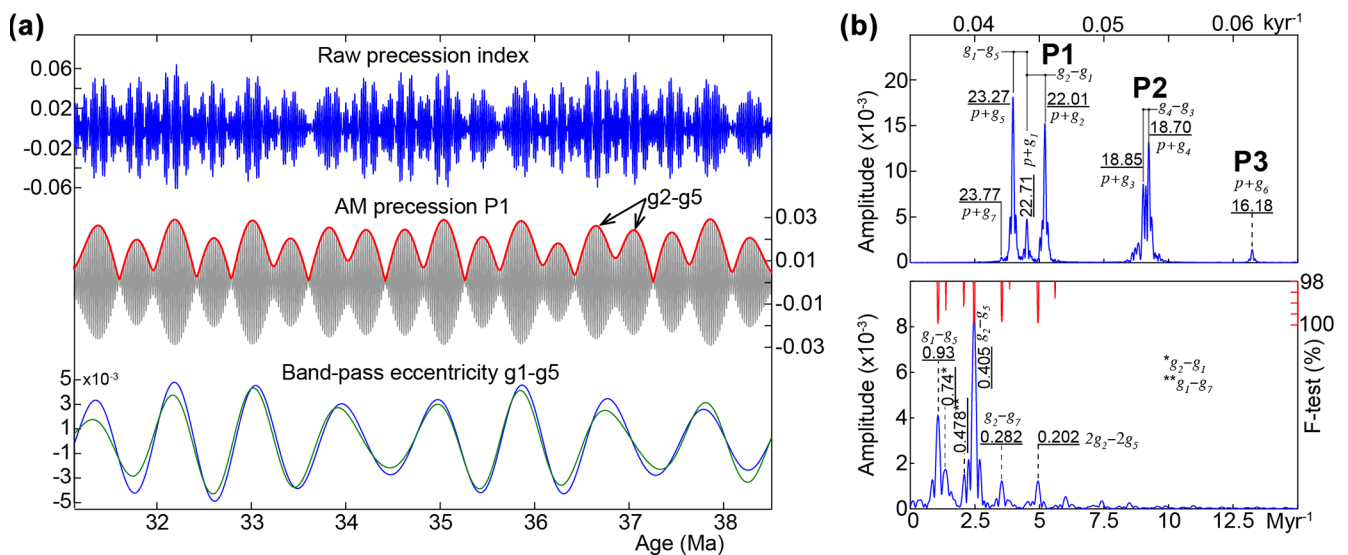 (a)
Raw precession index
0.06
0.02
-0.02
-0.06
AM precession P1
g2-g5
0.03
0.01
-0.01
-0.03
Band-pass eccentricity g1-g5
×10⁻³
5
3
1
-1
-3
-5
32 33 34 35 36 37 38
Age (Ma)
(b)
0.04 0.05 0.06 kyr⁻¹
Amplitude (x10⁻³)
20
15
10
5
0
g₁–g₅
P1
g₂–g₁
23.27
p+g₅
22.01
p+g₂
23.77
p+g₇
22.71 p+g₁
P2
g₄–g₃
18.70
p+g₄
18.85
p+g₃
P3
p+g₆
16.18
Amplitude (x10⁻³)
8
6
4
2
0
98
100
F-test (%)
g₁–g₅
0.93
0.74*
0.478**
0.405 g₂–g₅
g₂–g₇
0.282
0.202 2g₂–2g₅
*g₂–g₁
**g₁–g₇
0 2.5 5 7.5 10 12.5 Myr⁻¹